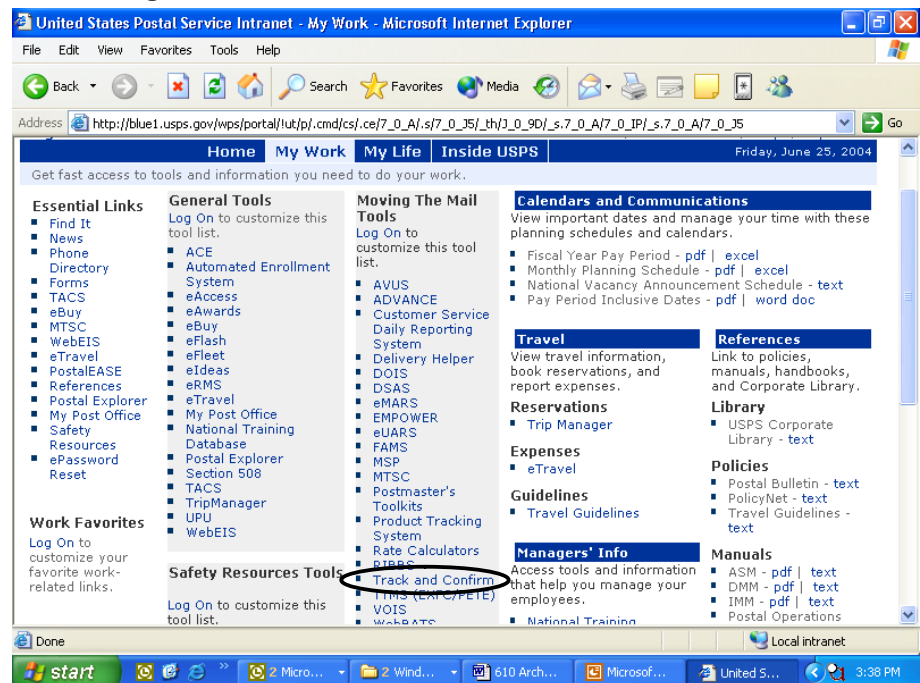 United States Postal Service Intranet - My Work - Microsoft Internet Explorer
File Edit View Favorites Tools Help
Back Search Favorites Media
Address http://blue1.usps.gov/wps/portal/!ut/p/.cmd/cs/.ce/7_0_A/.s/7_0_J5/_th/J_0_9D/_s.7_0_A/7_0_IP/_s.7_0_A/7_0_J5 Go
Home My Work My Life Inside USPS Friday, June 25, 2004
Get fast access to tools and information you need to do your work.
Essential Links
Find It
News
Phone
Directory
Forms
TACS
eBuy
MTSC
WebEIS
eTravel
PostalEASE
References
Postal Explorer
My Post Office
Safety
Resources
ePassword
Reset
Work Favorites
Log On to
customize your
favorite work-
related links.
General Tools
Log On to customize this
tool list.
ACE
Automated Enrollment
System
eAccess
eAwards
eBuy
eFlash
eFleet
eIdeas
eRMS
eTravel
My Post Office
National Training
Database
Postal Explorer
Section 508
TACS
TripManager
UPU
WebEIS
Safety Resources Tools
Log On to customize this
tool list.
Moving The Mail
Tools
Log On to
customize this tool
list.
AVUS
ADVANCE
Customer Service
Daily Reporting
System
Delivery Helper
DOIS
DSAS
eMARS
EMPOWER
eUARS
FAMS
MSP
MTSC
Postmaster's
Toolkits
Product Tracking
System
Rate Calculators
RIBBS
Track and Confirm
TTMS (EXFC/PETE)
VOIS
WebBATS
Calendars and Communications
View important dates and manage your time with these
planning schedules and calendars.
Fiscal Year Pay Period - pdf | excel
Monthly Planning Schedule - pdf | excel
National Vacancy Announcement Schedule - text
Pay Period Inclusive Dates - pdf | word doc
Travel
View travel information,
book reservations, and
report expenses.
Reservations
Trip Manager
Expenses
eTravel
Guidelines
Travel Guidelines
Managers' Info
Access tools and information
that help you manage your
employees.
National Training
References
Link to policies,
manuals, handbooks,
and Corporate Library.
Library
USPS Corporate
Library - text
Policies
Postal Bulletin - text
PolicyNet - text
Travel Guidelines -
text
Manuals
ASM - pdf | text
DMM - pdf | text
IMM - pdf | text
Postal Operations
Done Local intranet
start 2 Micro... 2 Wind... 610 Arch... Microsof... United S... 3:38 PM